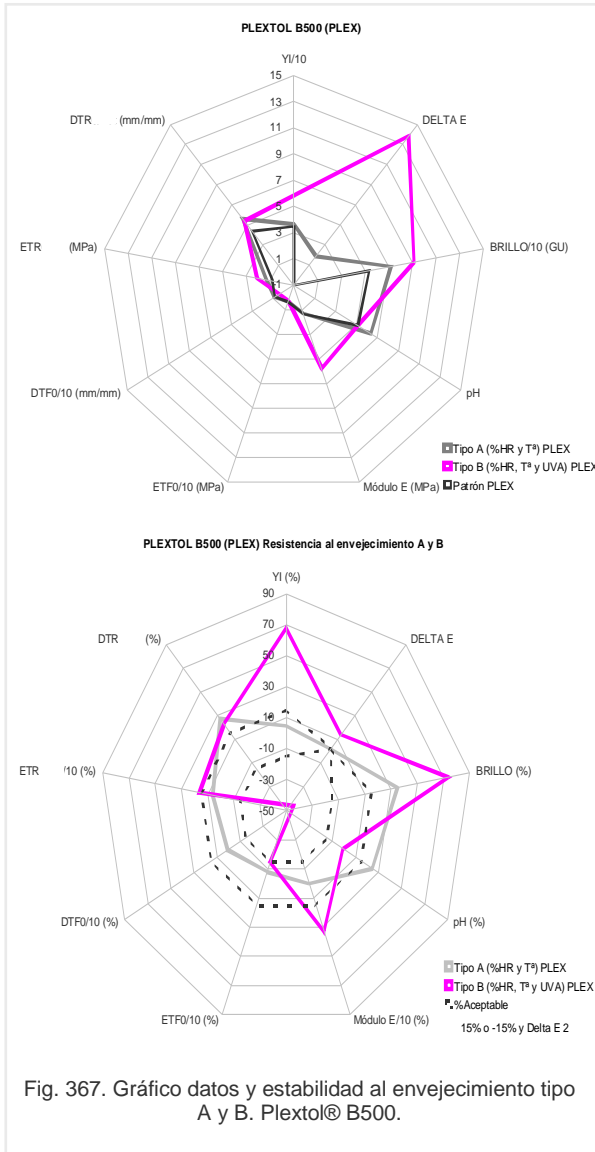 PLEXTOL B500 (PLEX)
YI/10
15
13
11
9
7
5
3
1
-1
DELTA E
BRILLO/10 (GU)
pH
Módulo E (MPa)
ETF0/10 (MPa)
DTF0/10 (mm/mm)
ETR (MPa)
DTR (mm/mm)
Tipo A (%HR y Tª) PLEX
Tipo B (%HR, Tª y UVA) PLEX
Patrón PLEX
PLEXTOL B500 (PLEX) Resistencia al envejecimiento A y B
YI (%)
90
70
50
30
10
-10
-30
-50
DELTA E
BRILLO (%)
pH (%)
Módulo E/10 (%)
ETF0/10 (%)
DTF0/10 (%)
ETR /10 (%)
DTR (%)
Tipo A (%HR y Tª) PLEX
Tipo B (%HR, Tª y UVA) PLEX
%Aceptable
15% o -15% y Delta E 2
Fig. 367. Gráfico datos y estabilidad al envejecimiento tipo
A y B. Plextol® B500.